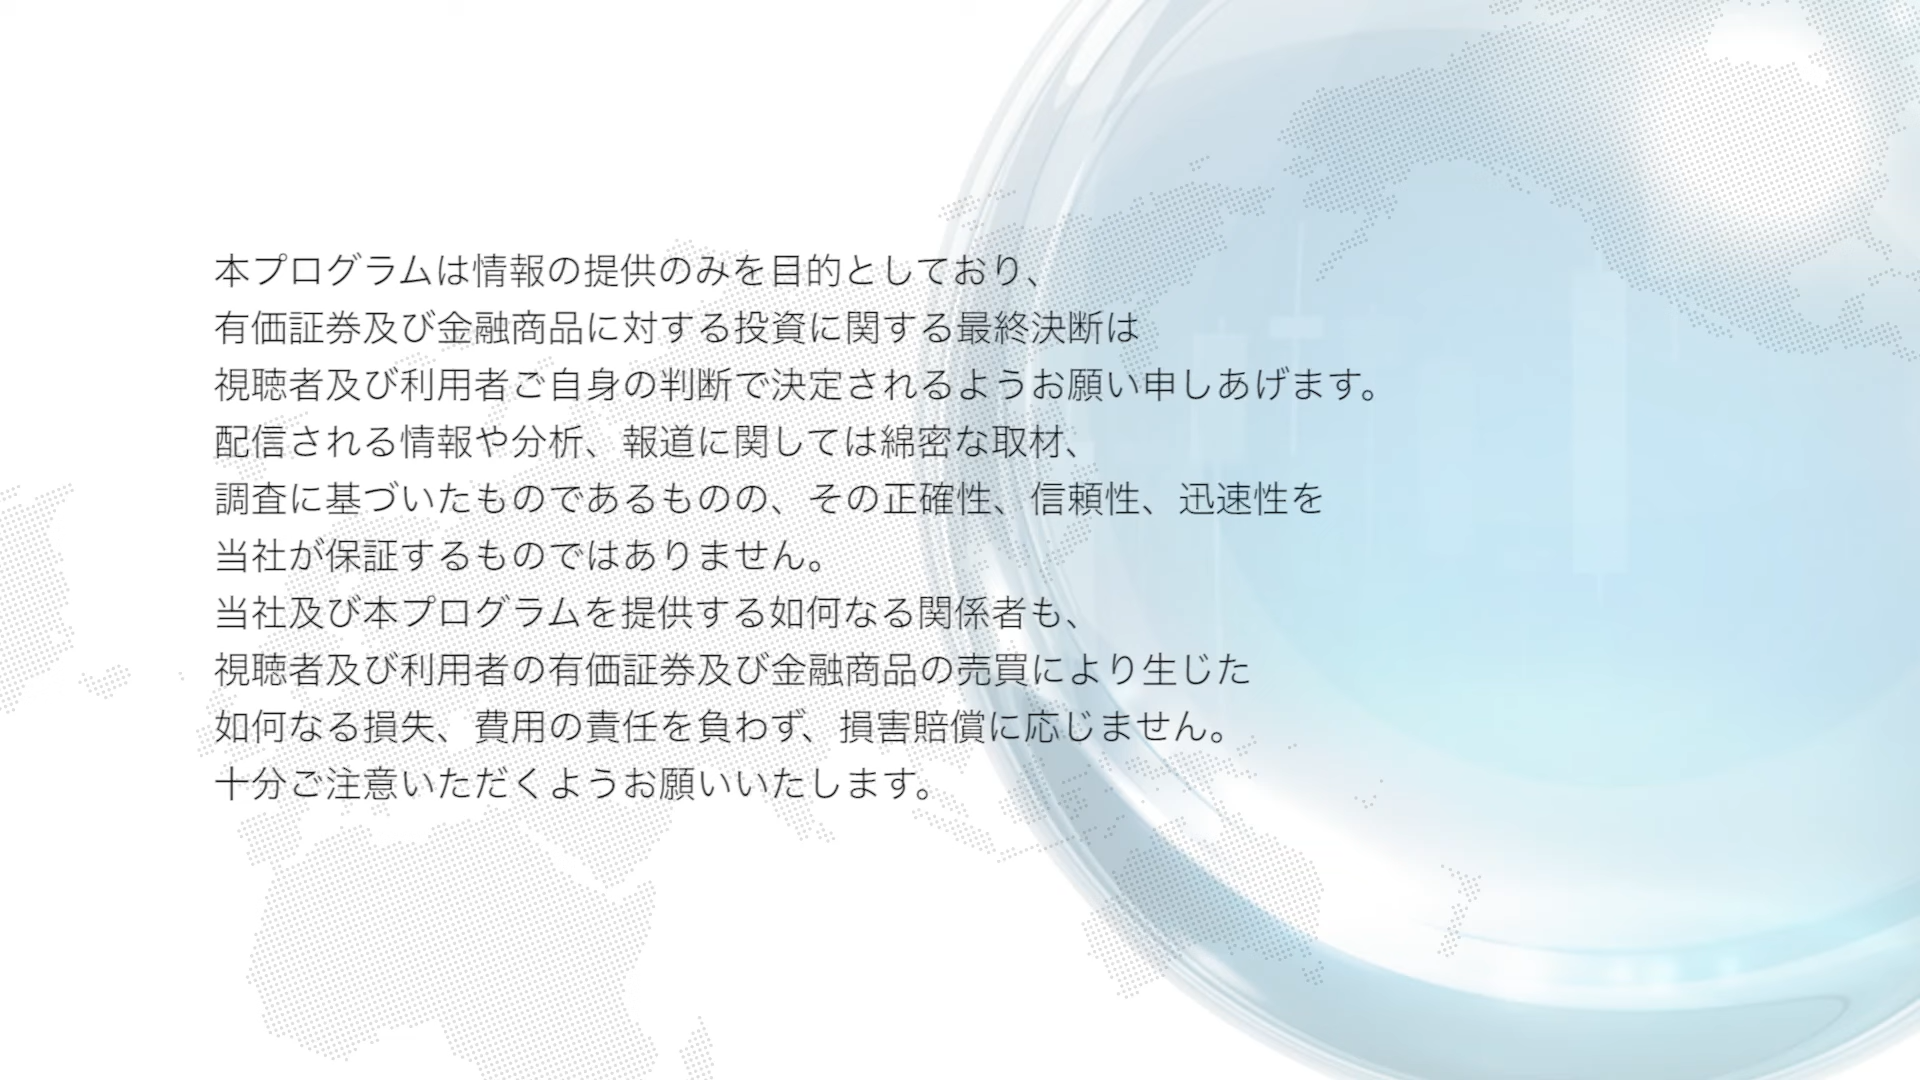 本プログラムは情報の提供のみを目的としており、
有価証券及び金融商品に対する投資に関する最終決断は
視聴者及び利用者ご自身の判断で決定されるようお願い申しあげます。
配信される情報や分析、報道に関しては綿密な取材、
調査に基づいたものであるものの、その正確性、信頼性、迅速性を
当社が保証するものではありません。
当社及び本プログラムを提供する如何なる関係者も、
視聴者及び利用者の有価証券及び金融商品の売買により生じた
如何なる損失、費用の責任を負わず、損害賠償に応じません。
十分ご注意いただくようお願いいたします。